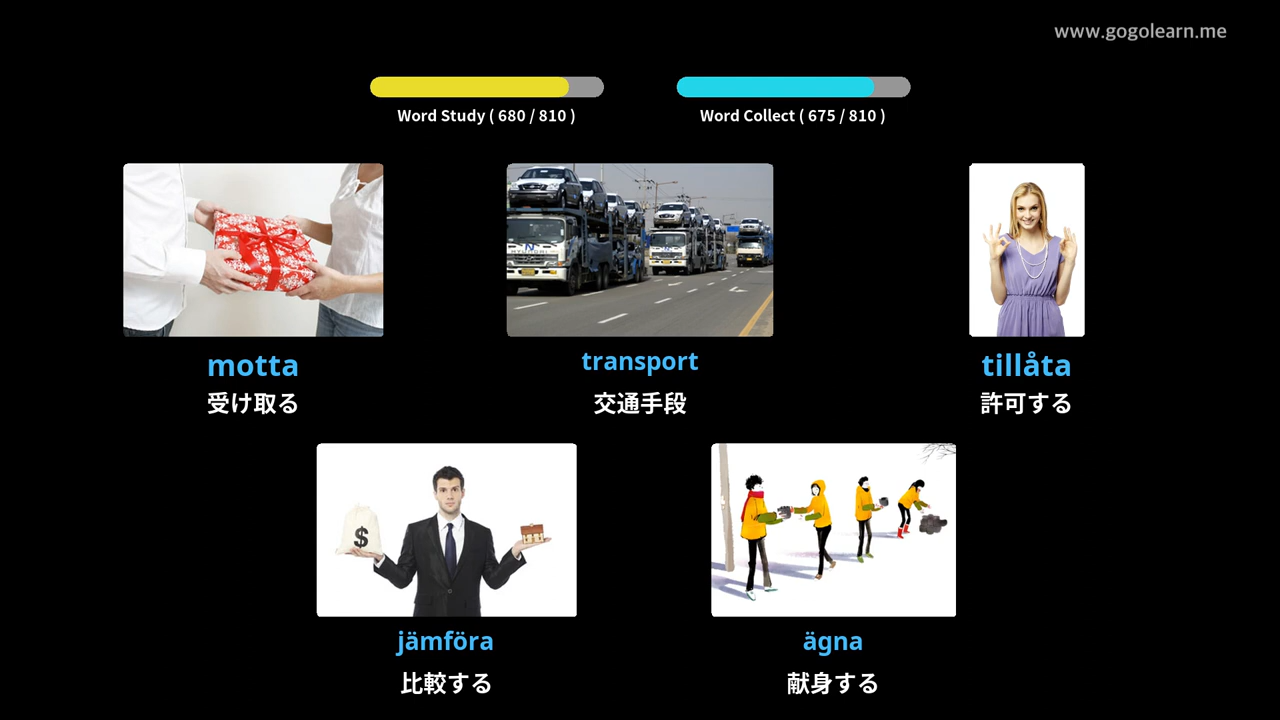 www.gogolearn.me
Word Study ( 680 / 810 )
Word Collect ( 675 / 810 )
motta
受け取る
transport
交通手段
tillåta
許可する
$
jämföra
比較する
ägna
献身する